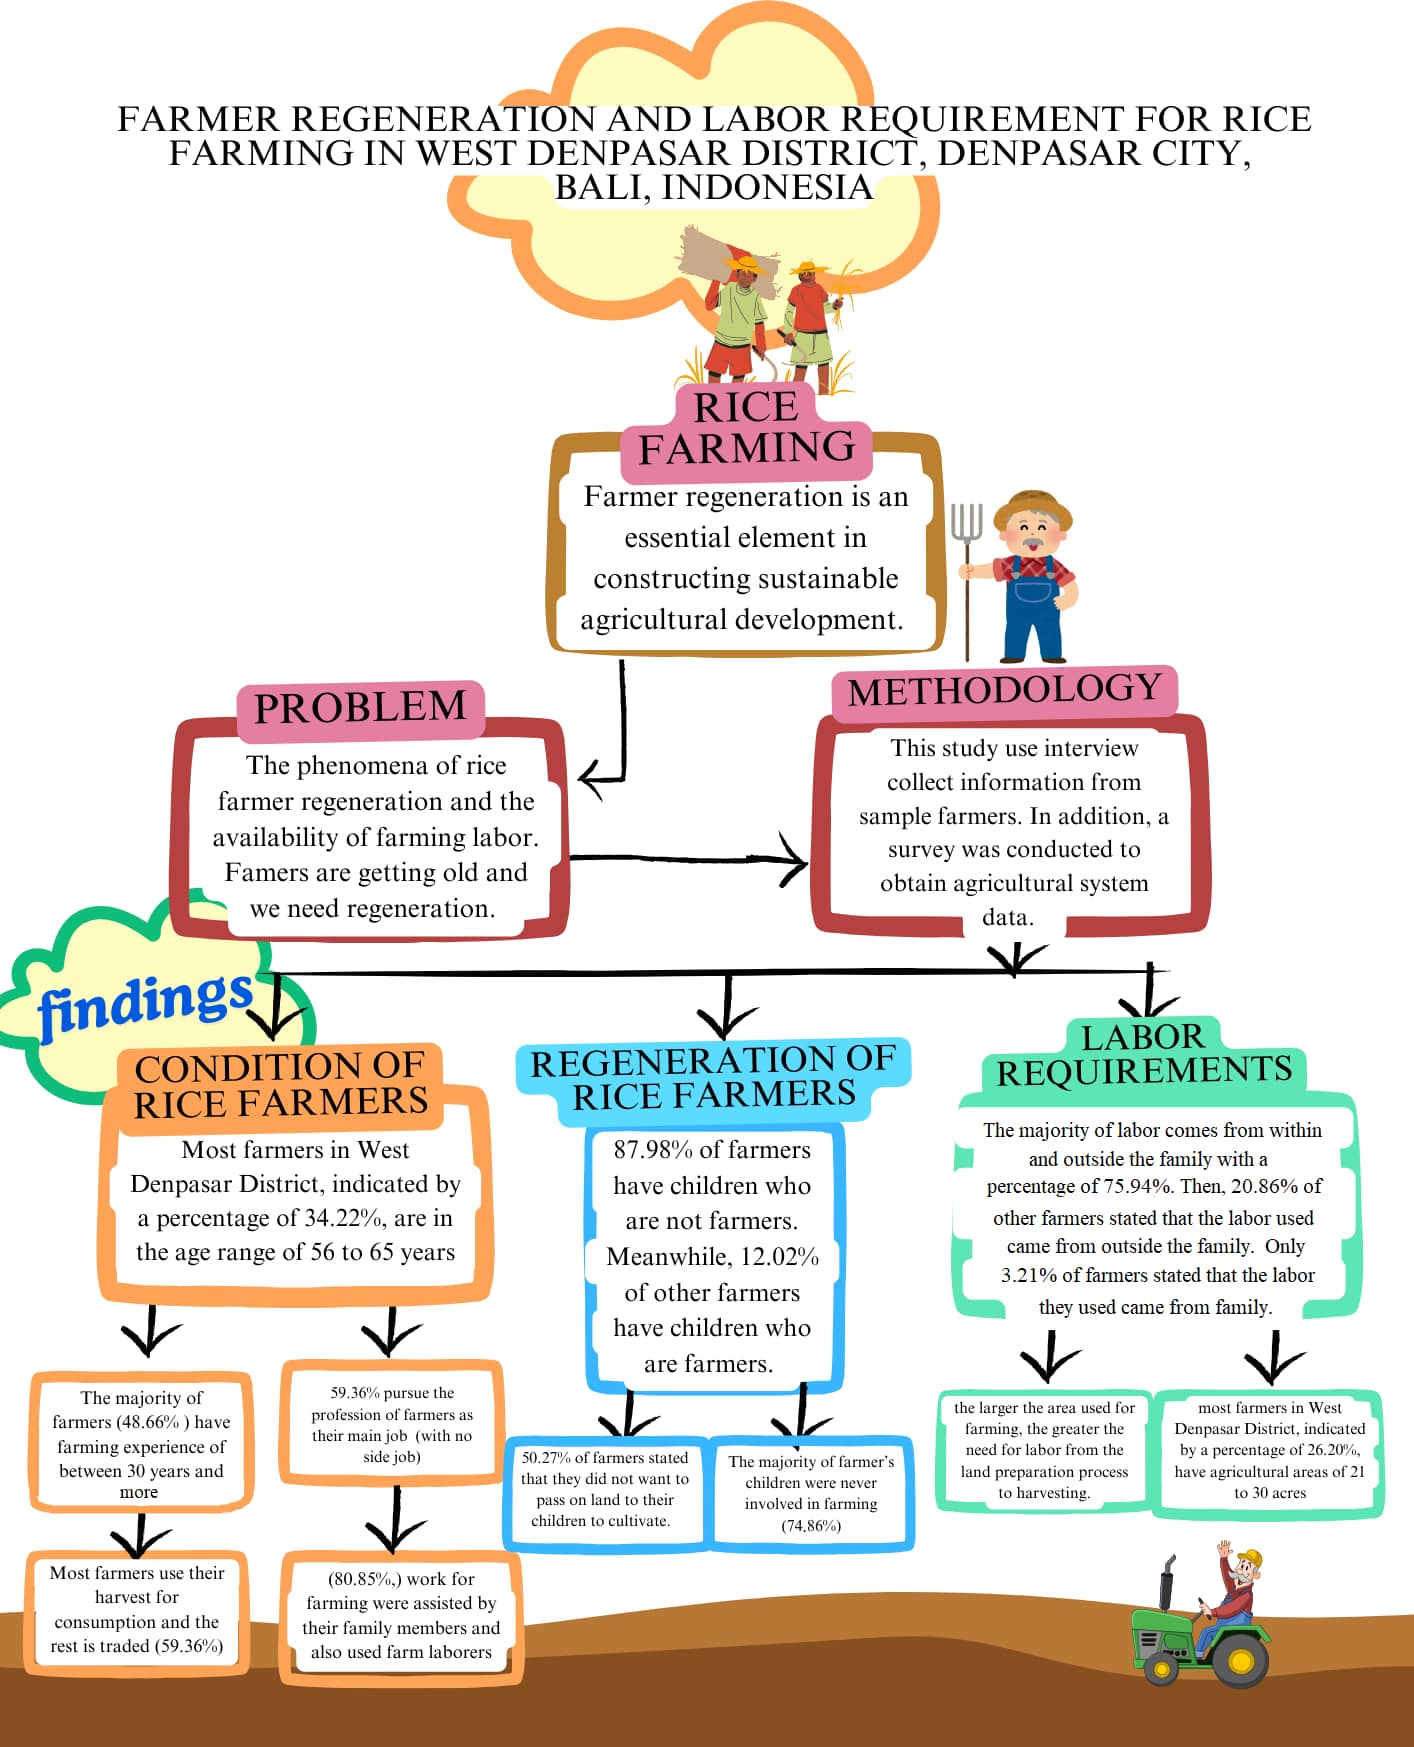 FARMER REGENERATION AND LABOR REQUIREMENT FOR RICE
FARMING IN WEST DENPASAR DISTRICT, DENPASAR CITY,
BALI, INDONESIA
RICE
FARMING
Farmer regeneration is an
essential element in
constructing sustainable
agricultural development.
PROBLEM
The phenomena of rice
farmer regeneration and the
availability of farming labor.
Famers are getting old and
we need regeneration.
METHODOLOGY
This study use interview
collect information from
sample farmers. In addition, a
survey was conducted to
obtain agricultural system
data.
findings
CONDITION OF
RICE FARMERS
Most farmers in West
Denpasar District, indicated by
a percentage of 34.22%, are in
the age range of 56 to 65 years
The majority of
farmers (48.66% ) have
farming experience of
between 30 years and
more
Most farmers use their
harvest for
consumption and the
rest is traded (59.36%)
59.36% pursue the
profession of farmers as
their main job (with no
side job)
(80.85%,) work for
farming were assisted by
their family members and
also used farm laborers
REGENERATION OF
RICE FARMERS
87.98% of farmers
have children who
are not farmers.
Meanwhile, 12.02%
of other farmers
have children who
are farmers.
50.27% of farmers stated
that they did not want to
pass on land to their
children to cultivate.
The majority of farmer's
children were never
involved in farming
(74.86%)
LABOR
REQUIREMENTS
The majority of labor comes from within
and outside the family with a
percentage of 75.94%. Then, 20.86% of
other farmers stated that the labor used
came from outside the family. Only
3.21% of farmers stated that the labor
they used came from family.
the larger the area used for
farming, the greater the
need for labor from the
land preparation process
to harvesting.
most farmers in West
Denpasar District, indicated
by a percentage of 26.20%,
have agricultural areas of 21
to 30 acres